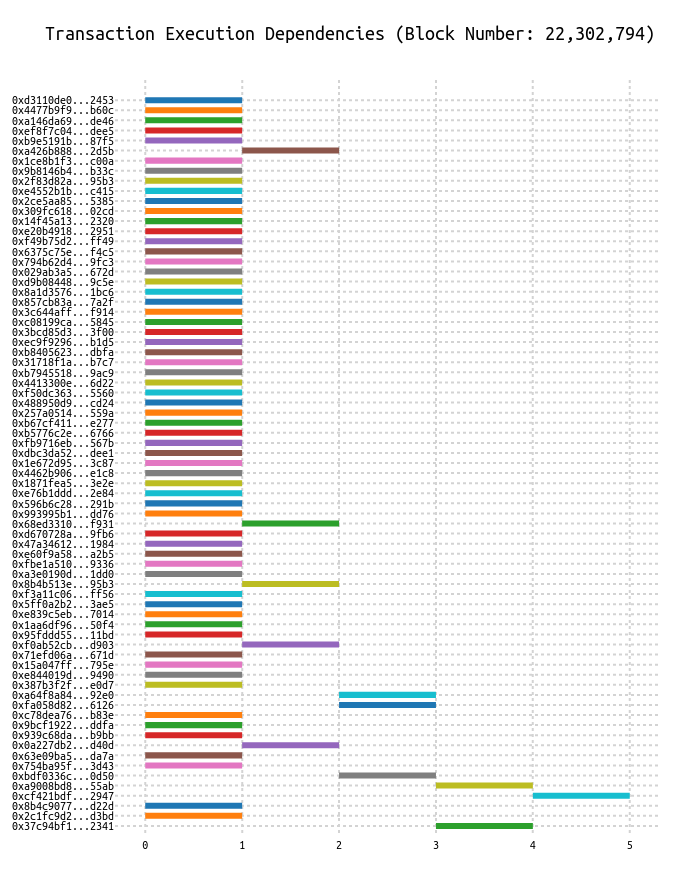 Transaction Execution Dependencies (Block Number: 22,302,794)
0xd3110de0...2453
0x4477b9f9...b60c
0xa146da69...de46
0xef8f7c04...dee5
0xb9e5191b...87f5
0xa426b888...2d5b
0x1ce8b1f3...c00a
0x9b8146b4...b33c
0x2f83d82a...95b3
0xe4552b1b...c415
0x2ce5aa85...5385
0x309fc618...02cd
0x14f45a13...2320
0xe20b4918...2951
0xf49b75d2...ff49
0x6375c75e...f4c5
0x794b62d4...9fc3
0x029ab3a5...672d
0xd9b08448...9c5e
0x8a1d3576...1bc6
0x857cb83a...7a2f
0x3c644aff...f914
0xc08199ca...5845
0x3bcd85d3...3f00
0xec9f9296...b1d5
0xb8405623...dbfa
0x31718f1a...b7c7
0xb7945518...9ac9
0x4413300e...6d22
0xf50dc363...5560
0x488950d9...cd24
0x257a0514...559a
0xb67cf411...e277
0xb5776c2e...6766
0xfb9716eb...567b
0xdbc3da52...dee1
0x1e672d95...3c87
0x4462b906...e1c8
0x1871fea5...3e2e
0xe76b1ddd...2e84
0x596b6c28...291b
0x993995b1...dd76
0x68ed3310...f931
0xd670728a...9fb6
0x47a34612...1984
0xe60f9a58...a2b5
0xfbe1a510...9336
0xa3e0190d...1dd0
0x8b4b513e...95b3
0xf3a11c06...ff56
0x5ff0a2b2...3ae5
0xe839c5eb...7014
0x1aa6df96...50f4
0x95fddd55...11bd
0xf0ab52cb...d903
0x71efd06a...671d
0x15a047ff...795e
0xe844019d...9490
0x387b3f2f...e0d7
0xa64f8a84...92e0
0xfa058d82...6126
0xc78dea76...b83e
0x9bcf1922...ddfa
0x939c68da...b9bb
0x0a227db2...d40d
0x63e09ba5...da7a
0x754ba95f...3d43
0xbdf0336c...0d50
0xa9008bd8...55ab
0xcf421bdf...2947
0x8b4c9077...d22d
0x2c1fc9d2...d3bd
0x37c94bf1...2341
0 1 2 3 4 5